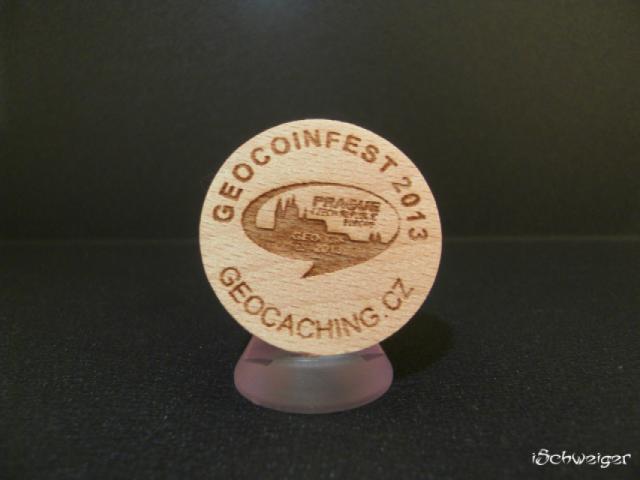 GEOCOINFEST 2013
PRAGUE
GEOCACHING.CZ
iSchweiger